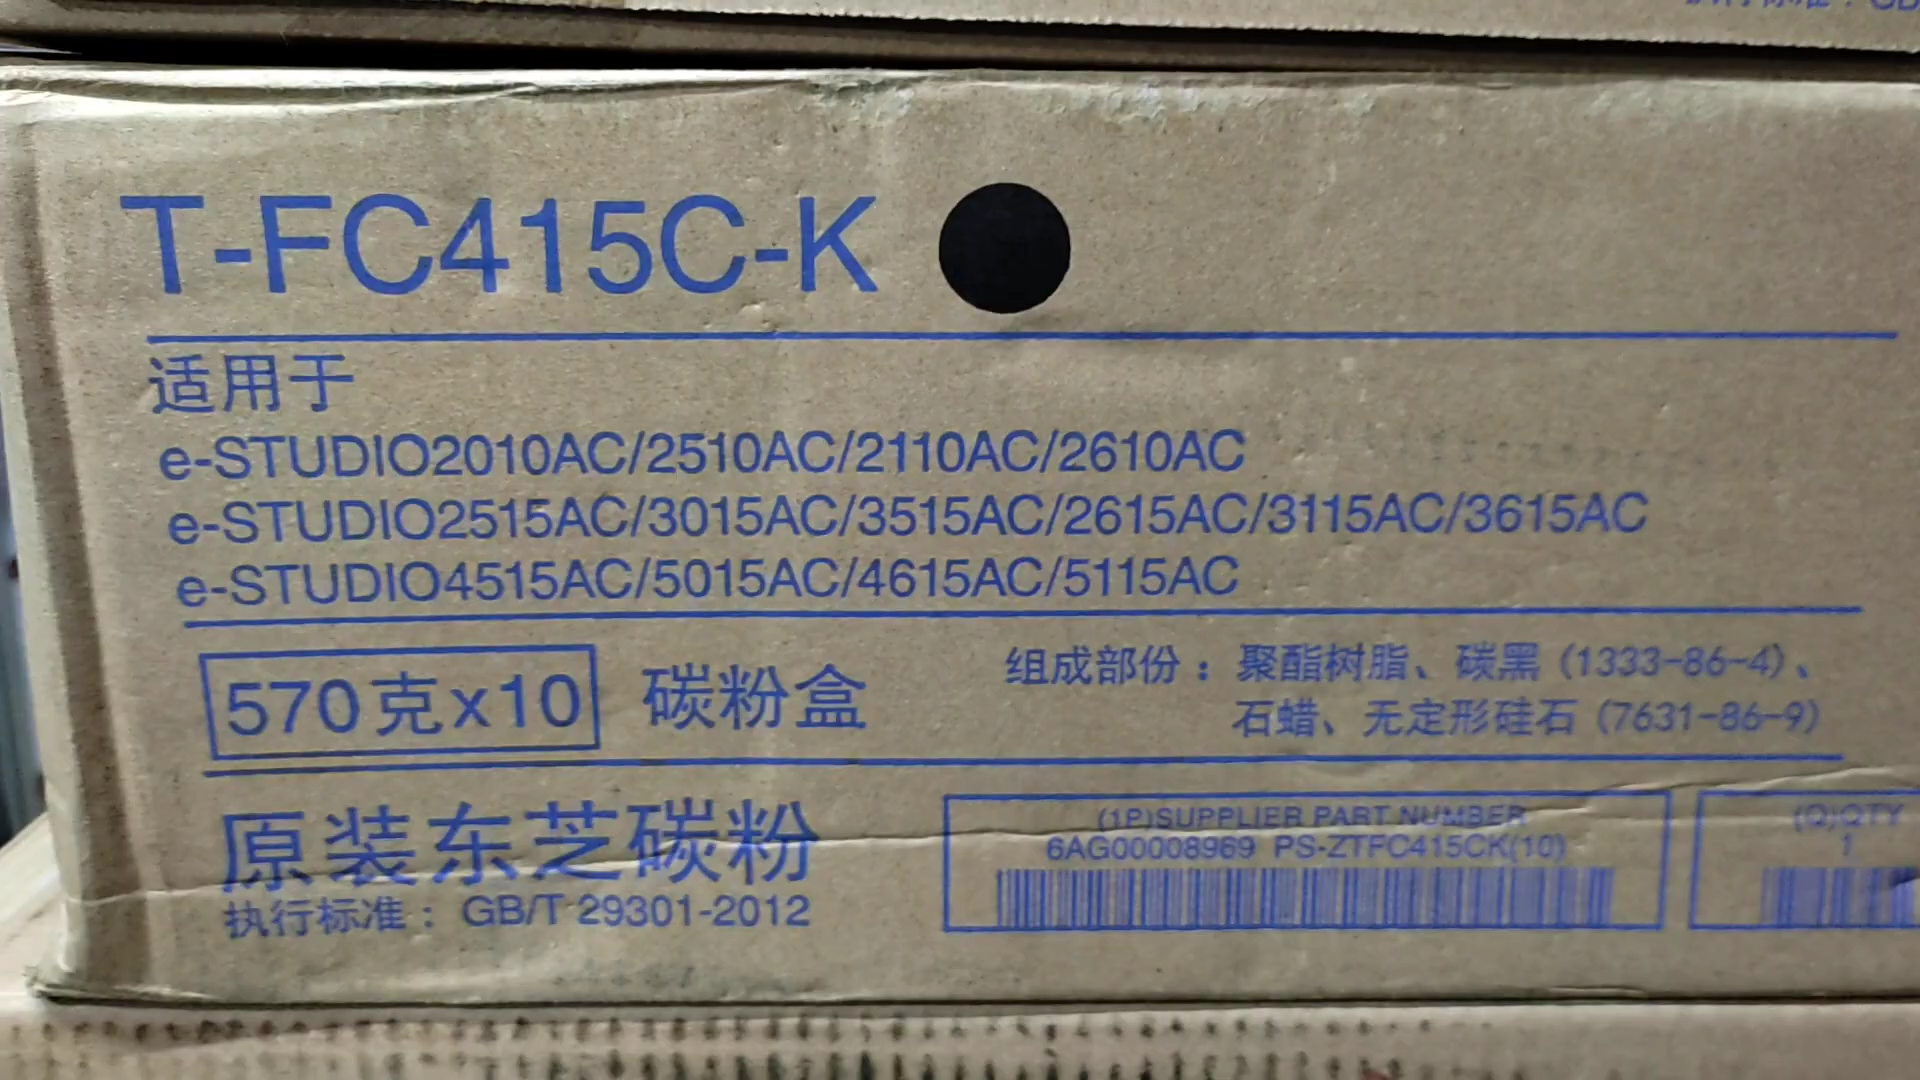 T-FC415C-K
适用于
e-STUDIO2010AC/2510AC/2110AC/2610AC
e-STUDIO2515AC/3015AC/3515AC/2615AC/3115AC/3615AC
e-STUDIO4515AC/5015AC/4615AC/5115AC
570克x10 碳粉盒
组成部份：聚酯树脂、碳黑 (1333-86-4)、
石蜡、无定形硅石 (7631-86-9)
原装东芝碳粉
执行标准：GB/T 29301-2012
(1P)SUPPLIER PART NUMBER
6AG00008969 PS-ZTFC415CK(10)
(Q)QTY
1